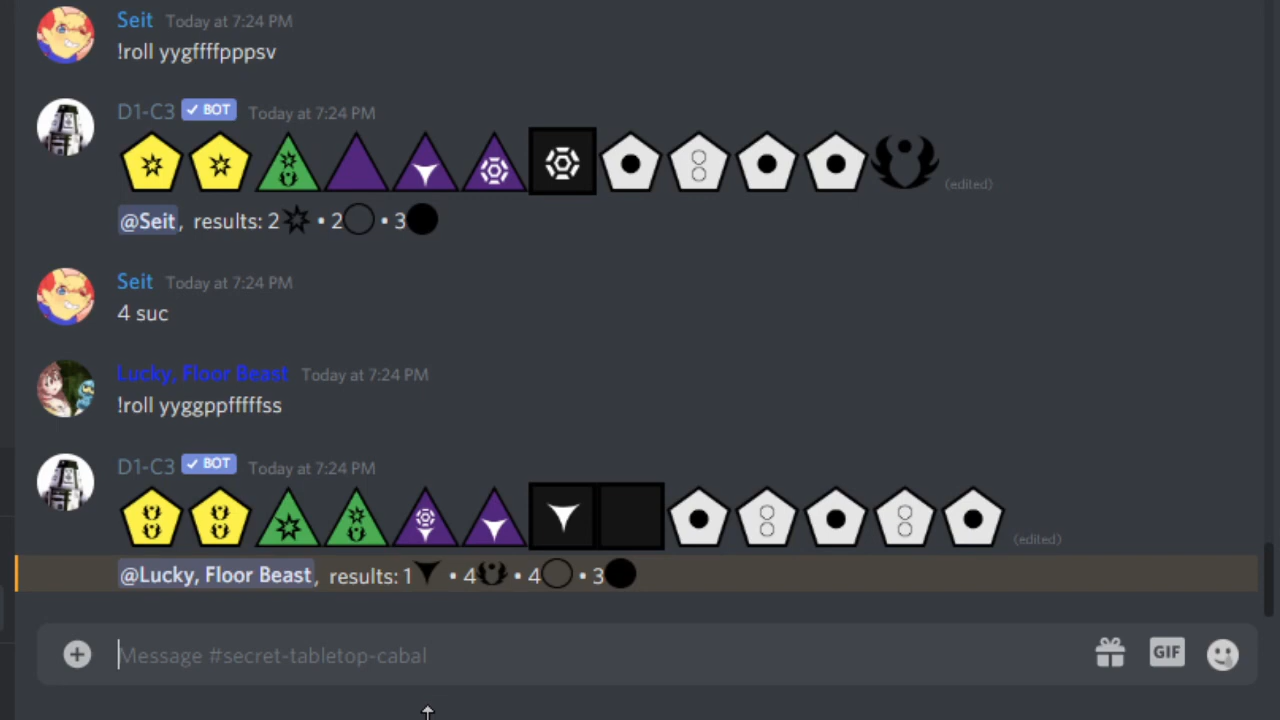 Seit Today at 7:24 PM
!roll yygffffpppsv
D1-C3 ✓ BOT Today at 7:24 PM
(edited)
@Seit, results: 2 • 2 • 3
Seit Today at 7:24 PM
4 suc
Lucky, Floor Beast Today at 7:24 PM
!roll yyggppfffffss
D1-C3 ✓ BOT Today at 7:24 PM
(edited)
@Lucky, Floor Beast, results: 1 • 4 • 4 • 3
Message #secret-tabletop-cabal
GIF